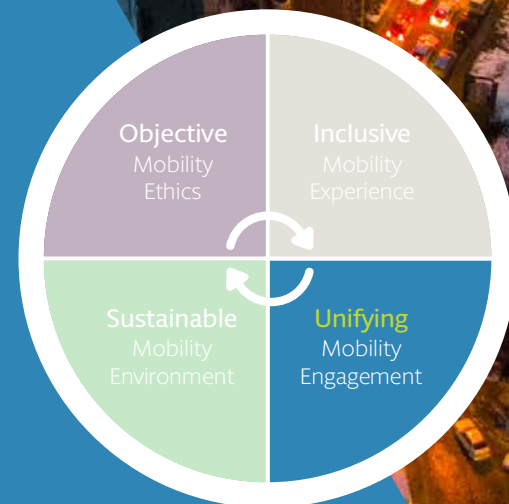 Objective
Mobility
Ethics
Inclusive
Mobility
Experience
Sustainable
Mobility
Environment
Unifying
Mobility
Engagement